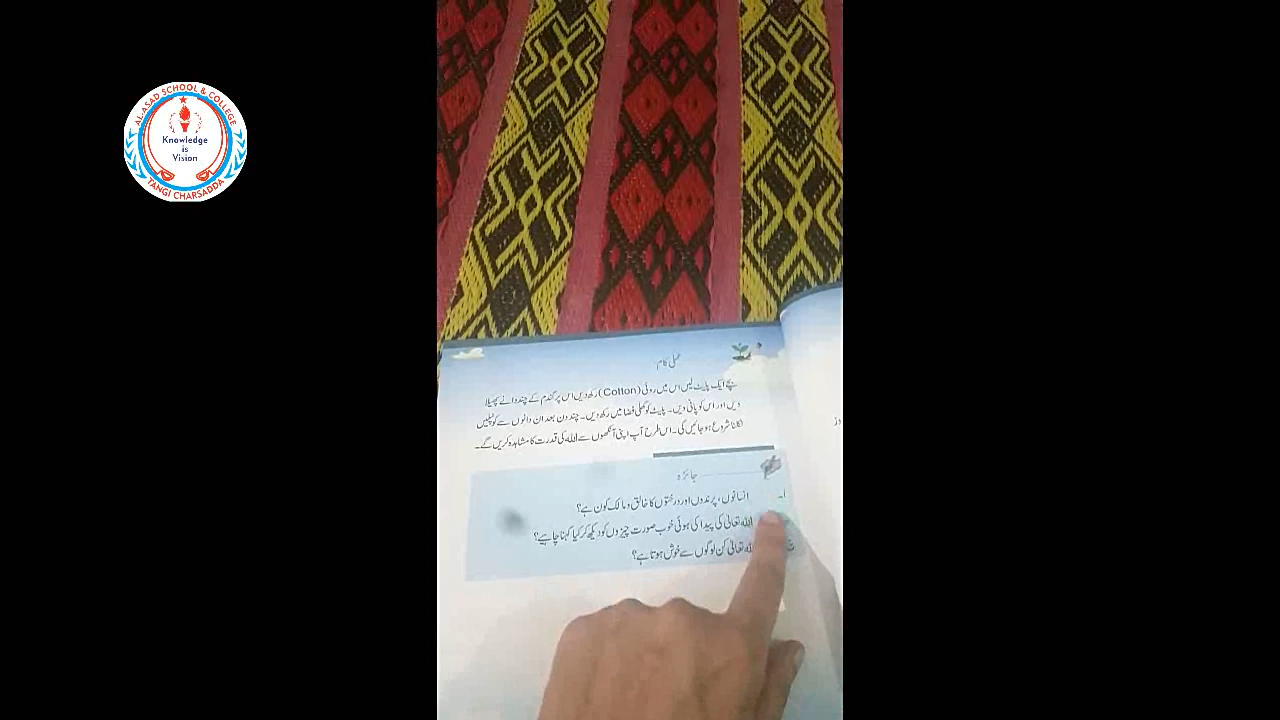 AL-ASAD SCHOOL & COLLEGE
Knowledge
is
Vision
TANGI CHARSADDA
عملی کام
بچے ایک پلیٹ لیں اس میں روئی (Cotton) رکھ دیں اس پر گندم کے چند دانے پھیلا
دیں اور اس کو پانی دیں۔ پلیٹ کو کھلی فضا میں رکھ دیں۔ چند دن بعد ان دانوں سے کونپلیں
نکلنا شروع ہو جائیں گی۔ اس طرح آپ اپنی آنکھوں سے اللہ کی قدرت کا مشاہدہ کریں گے۔
جائزہ
ا۔ انسانوں، پرندوں اور درختوں کا خالق و مالک کون ہے؟
اللہ تعالیٰ کی پیدا کی ہوئی خوب صورت چیزوں کو دیکھ کر کیا کہنا چاہیے؟
ج اللہ تعالیٰ کن لوگوں سے خوش ہوتا ہے؟